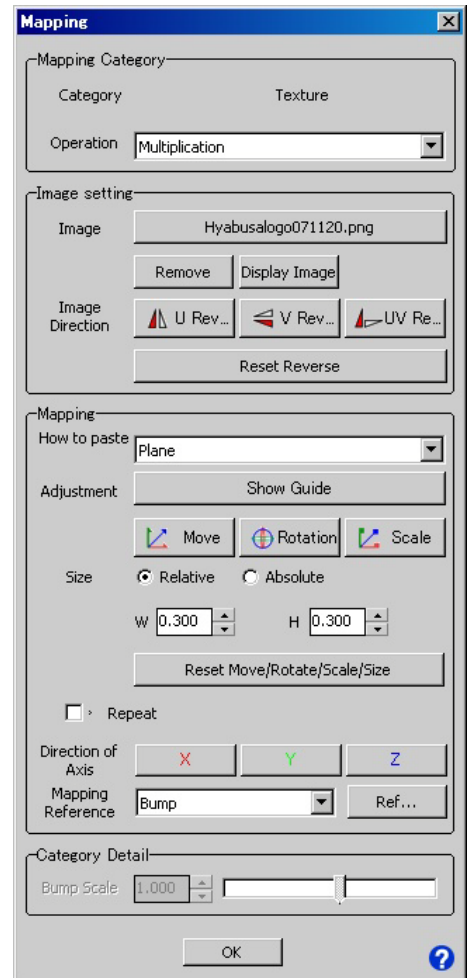 Mapping
Mapping Category
Category Texture
Operation Multiplication
Image setting
Image Hyabusalogo071120.png
Remove Display Image
Image Direction U Rev... V Rev... UV Re...
Reset Reverse
Mapping
How to paste Plane
Adjustment Show Guide
Move Rotation Scale
Size Relative Absolute
W 0.300 H 0.300
Reset Move/Rotate/Scale/Size
Repeat
Direction of Axis X Y Z
Mapping Reference Bump Ref...
Category Detail
Bump Scale 1.000
OK ?